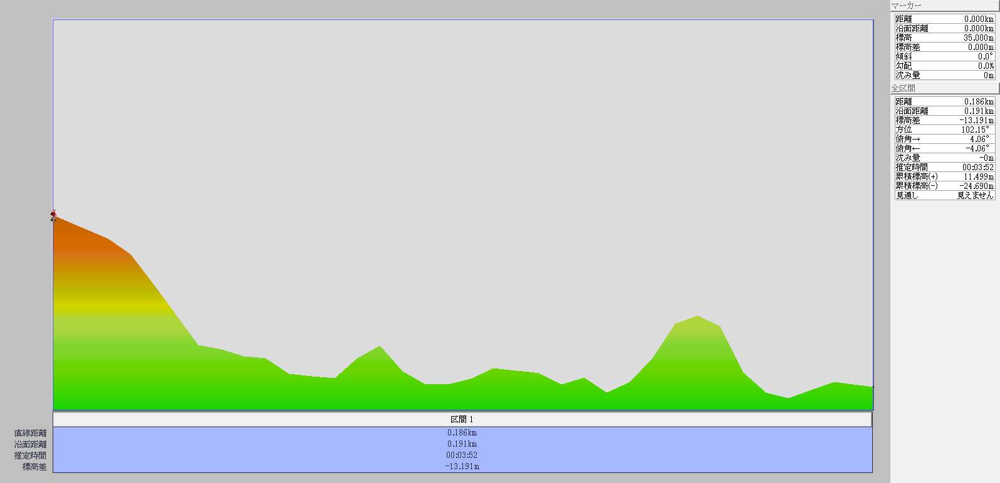 マーカー
距離 0.000km
沿面距離 0.000km
標高 35.000m
標高差 0.000m
傾斜 0.0°
勾配 0.0%
沈み量 0m
全区間
距離 0.186km
沿面距離 0.191km
標高差 -13.191m
方位 102.15°
俯角→ 4.06°
俯角← -4.06°
沈み量 -0m
推定時間 00:03:52
累積標高(+) 11.499m
累積標高(-) -24.690m
見通し 見えません
区間 1
直線距離 0.186km
沿面距離 0.191km
推定時間 00:03:52
標高差 -13.191m